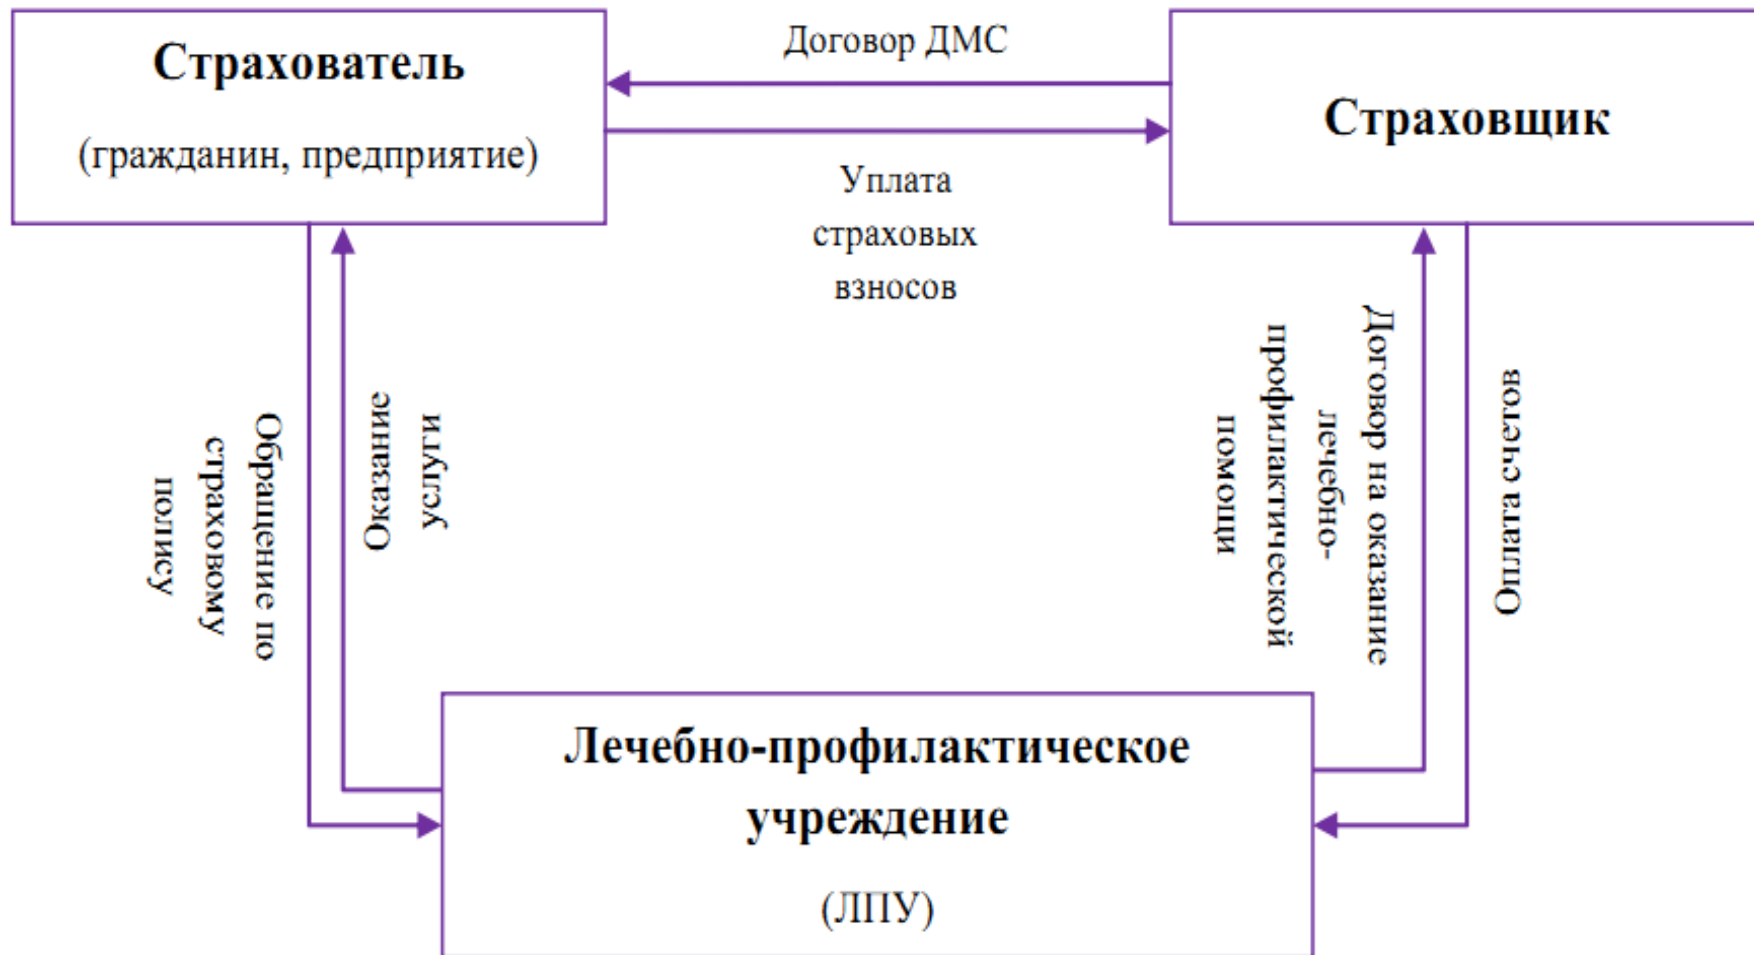 Страхователь
(гражданин, предприятие)
Договор ДМС
Уплата
страховых
взносов
Страховщик
Обращение по
страховому
полису
Оказание
услуги
Договор на оказание
лечебно-
профилактической
помощи
Оплата счетов
Лечебно-профилактическое
учреждение
(ЛПУ)